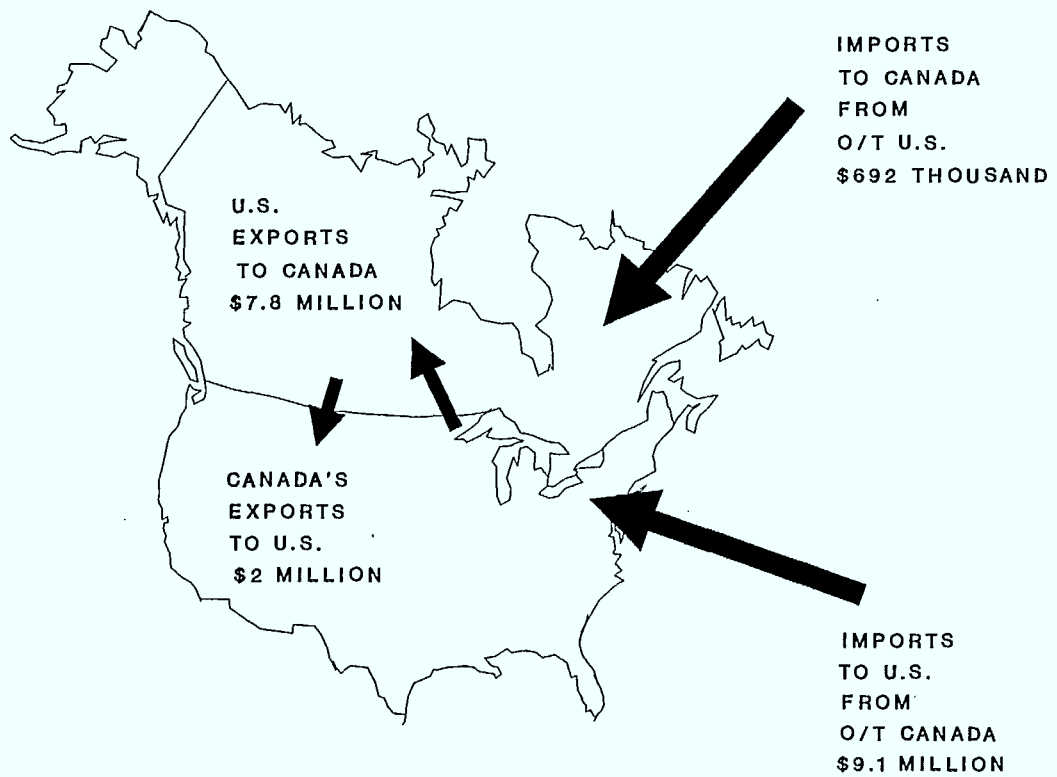 IMPORTS
TO CANADA
FROM
O/T U.S.
$692 THOUSAND
U.S.
EXPORTS
TO CANADA
$7.8 MILLION
CANADA'S
EXPORTS
TO U.S.
$2 MILLION
IMPORTS
TO U.S.
FROM
O/T CANADA
$9.1 MILLION